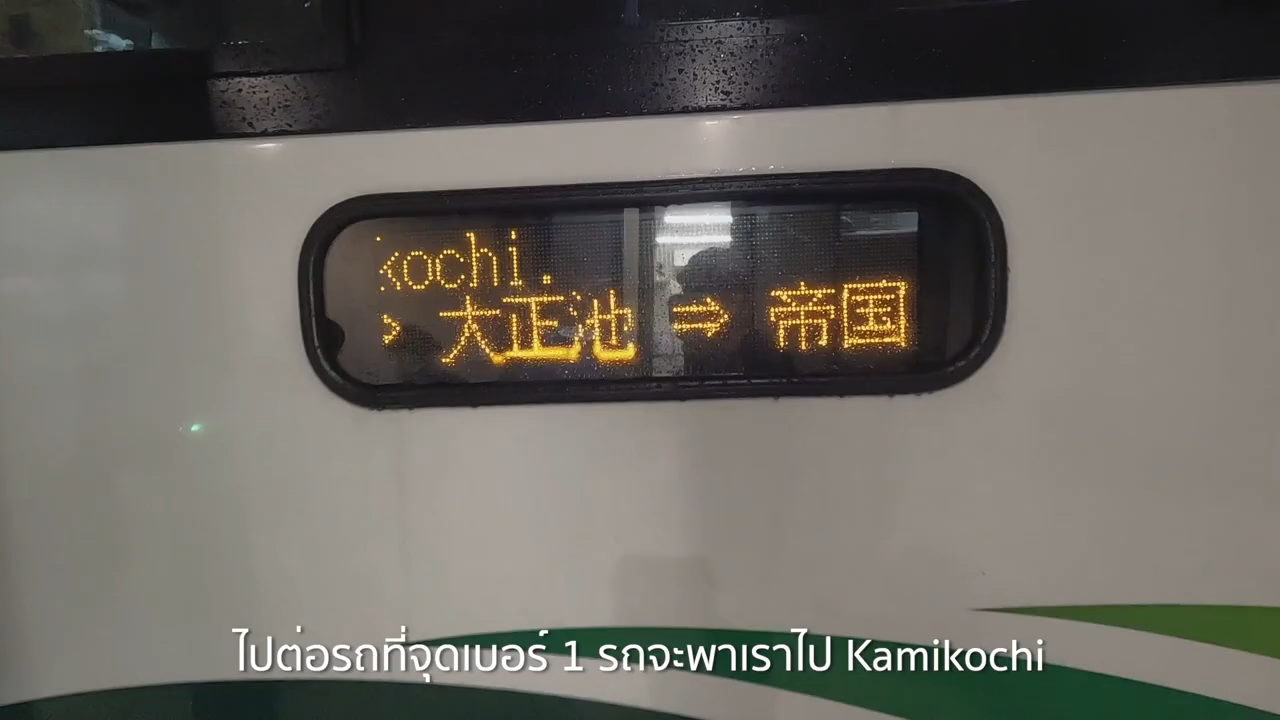 kochi.
> 大正池 ⇒ 帝国
ไปต่อรถที่จุดเบอร์ 1 รถจะพาเราไป Kamikochi